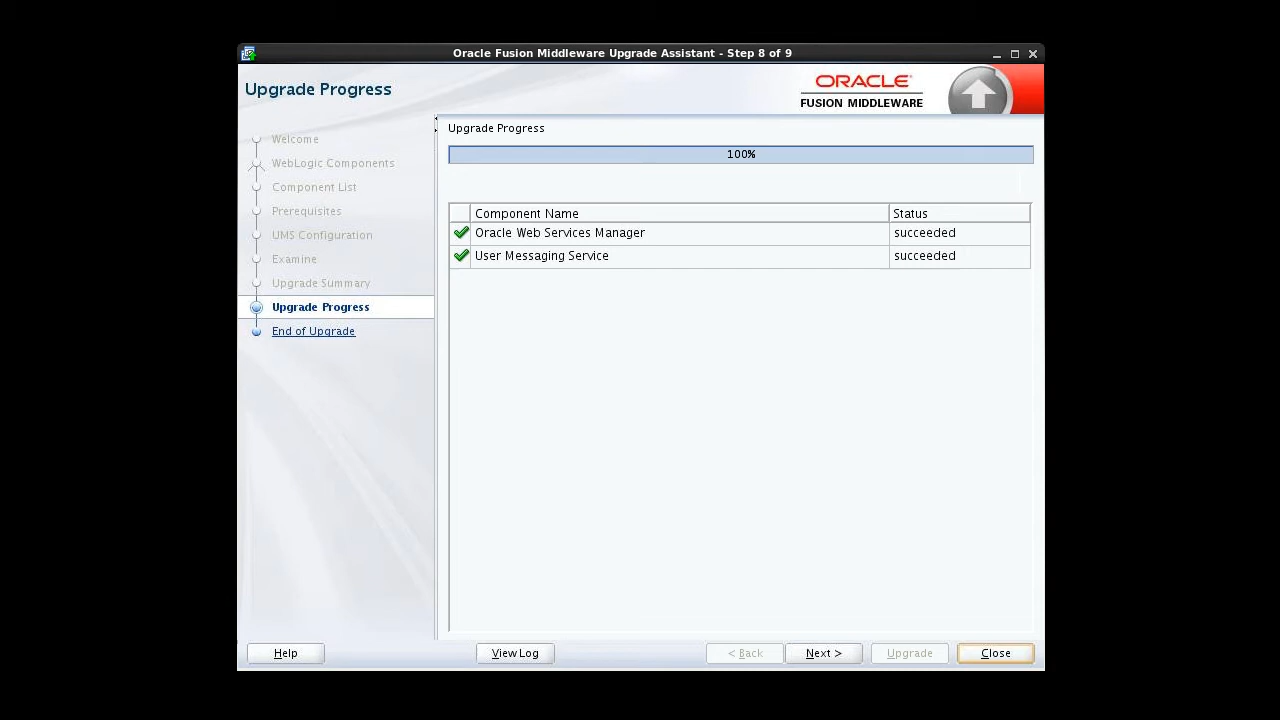 Oracle Fusion Middleware Upgrade Assistant - Step 8 of 9
Upgrade Progress
ORACLE
FUSION MIDDLEWARE
Welcome
WebLogic Components
Component List
Prerequisites
UMS Configuration
Examine
Upgrade Summary
Upgrade Progress
End of Upgrade
Upgrade Progress
100%
Component Name Status
Oracle Web Services Manager succeeded
User Messaging Service succeeded
Help View Log < Back Next > Upgrade Close